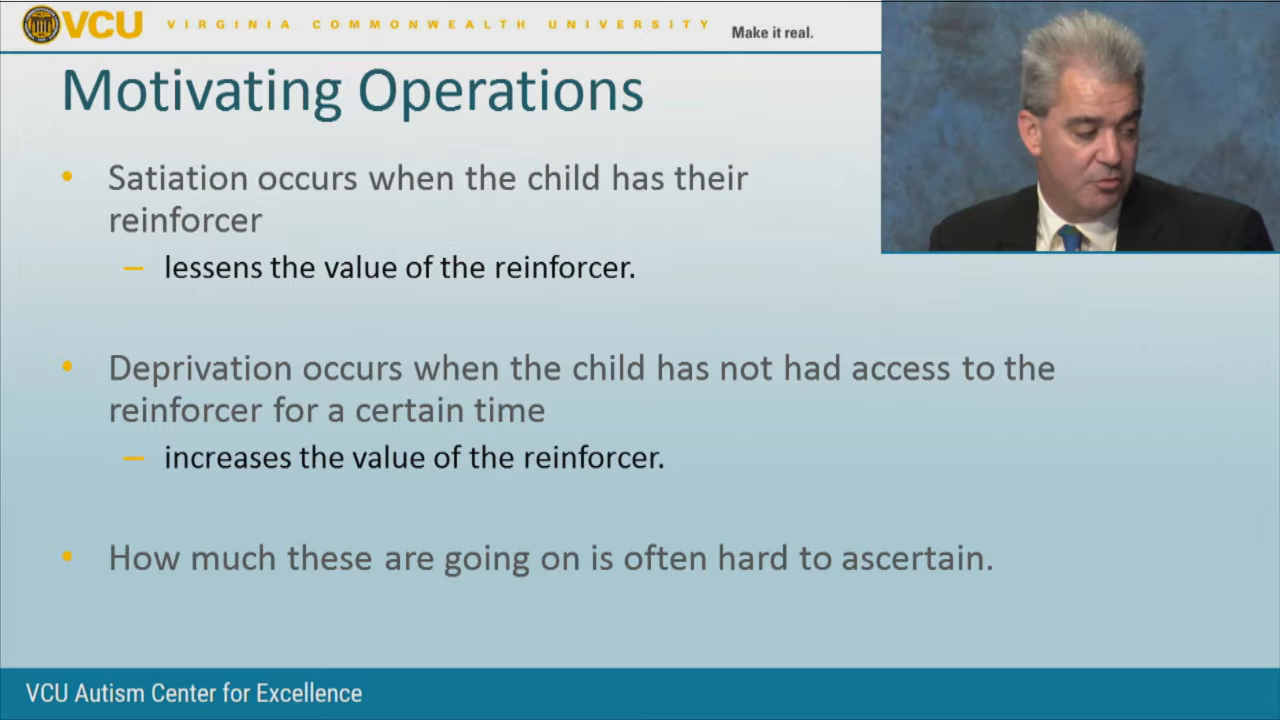 VCU VIRGINIA COMMONWEALTH UNIVERSITY Make it real.
Motivating Operations
• Satiation occurs when the child has their
reinforcer
– lessens the value of the reinforcer.
• Deprivation occurs when the child has not had access to the
reinforcer for a certain time
– increases the value of the reinforcer.
• How much these are going on is often hard to ascertain.
VCU Autism Center for Excellence